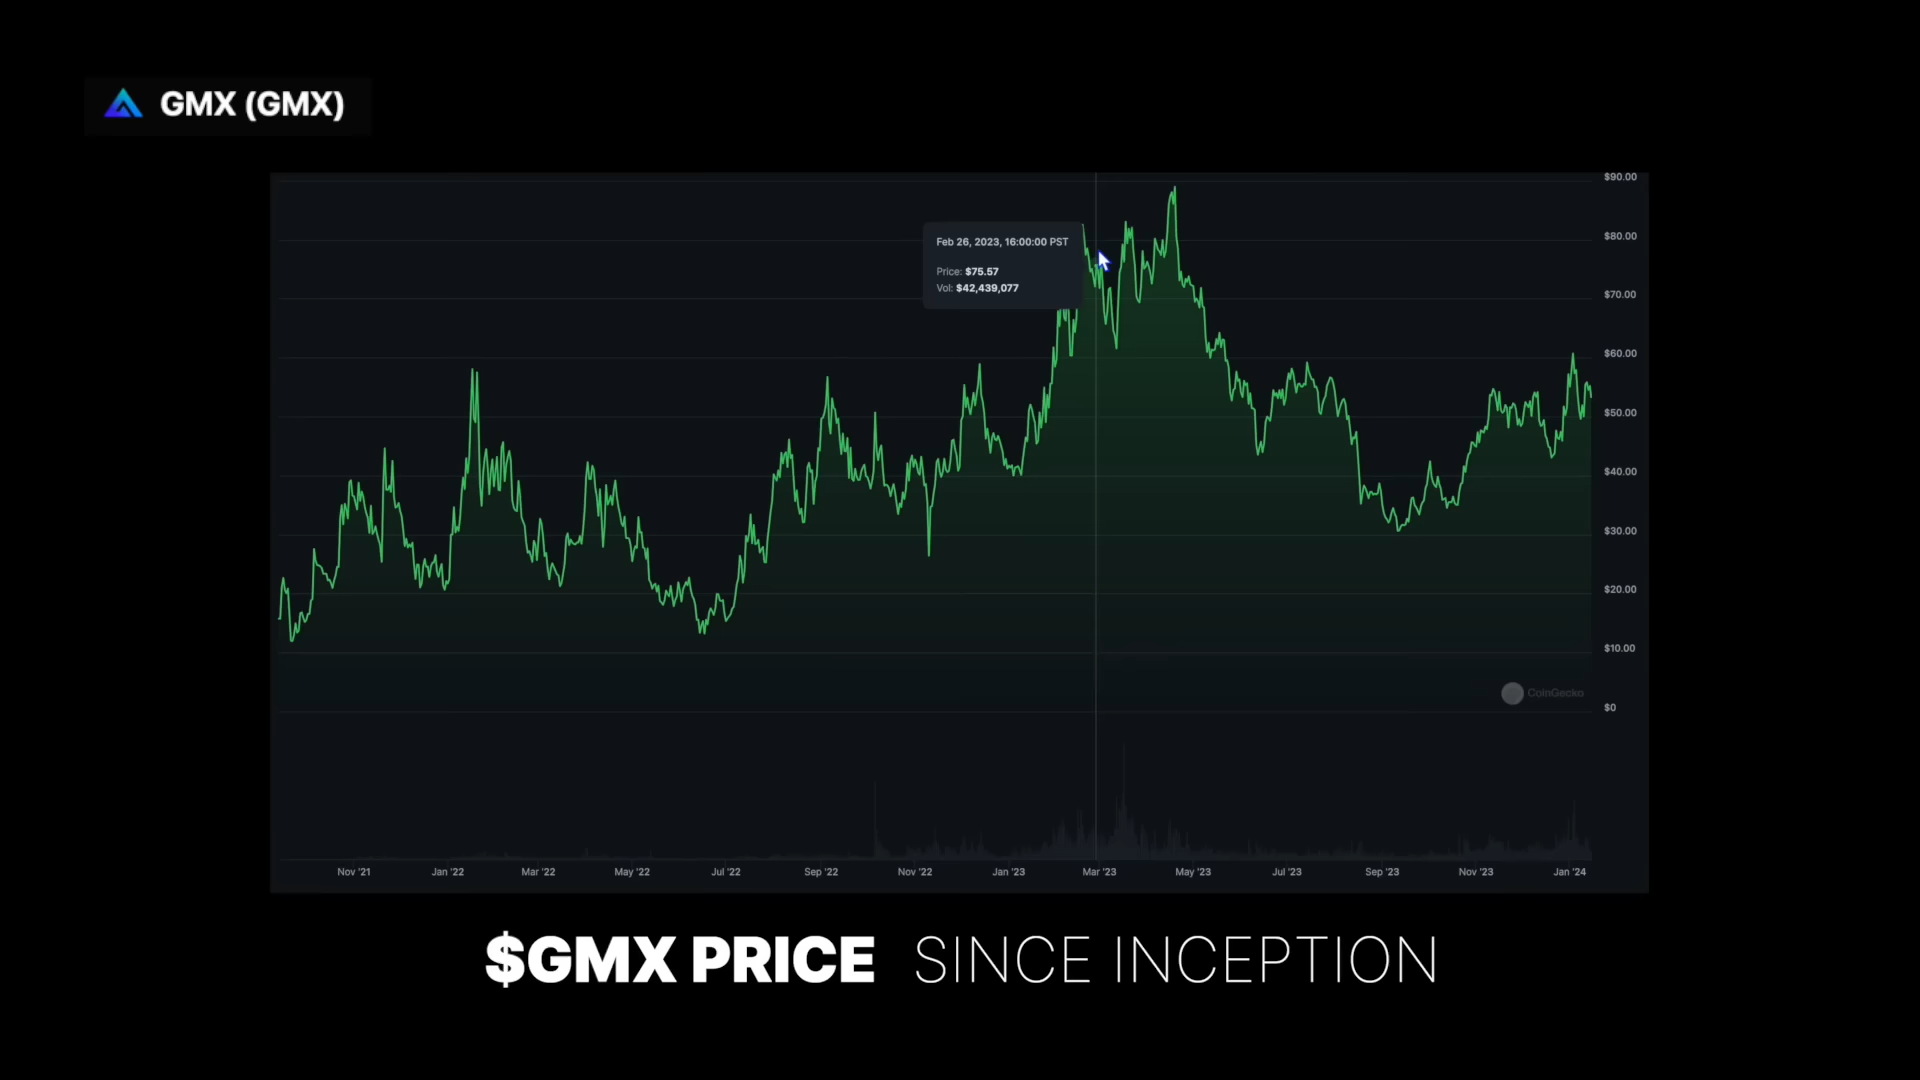 GMX (GMX)
$90.00
Feb 26, 2023, 16:00:00 PST
$80.00
Price: $75.57
Vol: $42,439,077
$70.00
$60.00
$50.00
$40.00
$30.00
$20.00
$10.00
CoinGecko
$0
Nov '21 Jan '22 Mar '22 May '22 Jul '22 Sep '22 Nov '22 Jan '23 Mar '23 May '23 Jul '23 Sep '23 Nov '23 Jan '24
$GMX PRICE SINCE INCEPTION